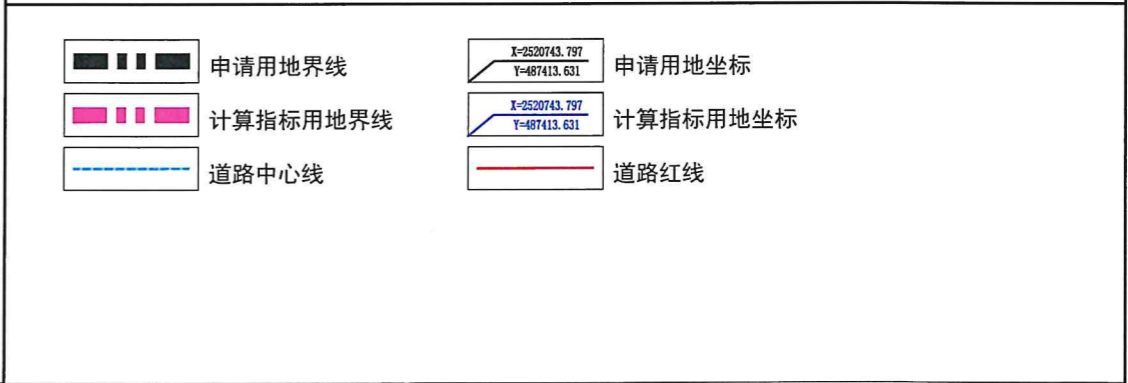 X=2520743.797
Y=487413.631
申请用地界线
申请用地坐标
X=2520743.797
Y=487413.631
计算指标用地界线
计算指标用地坐标
道路中心线
道路红线